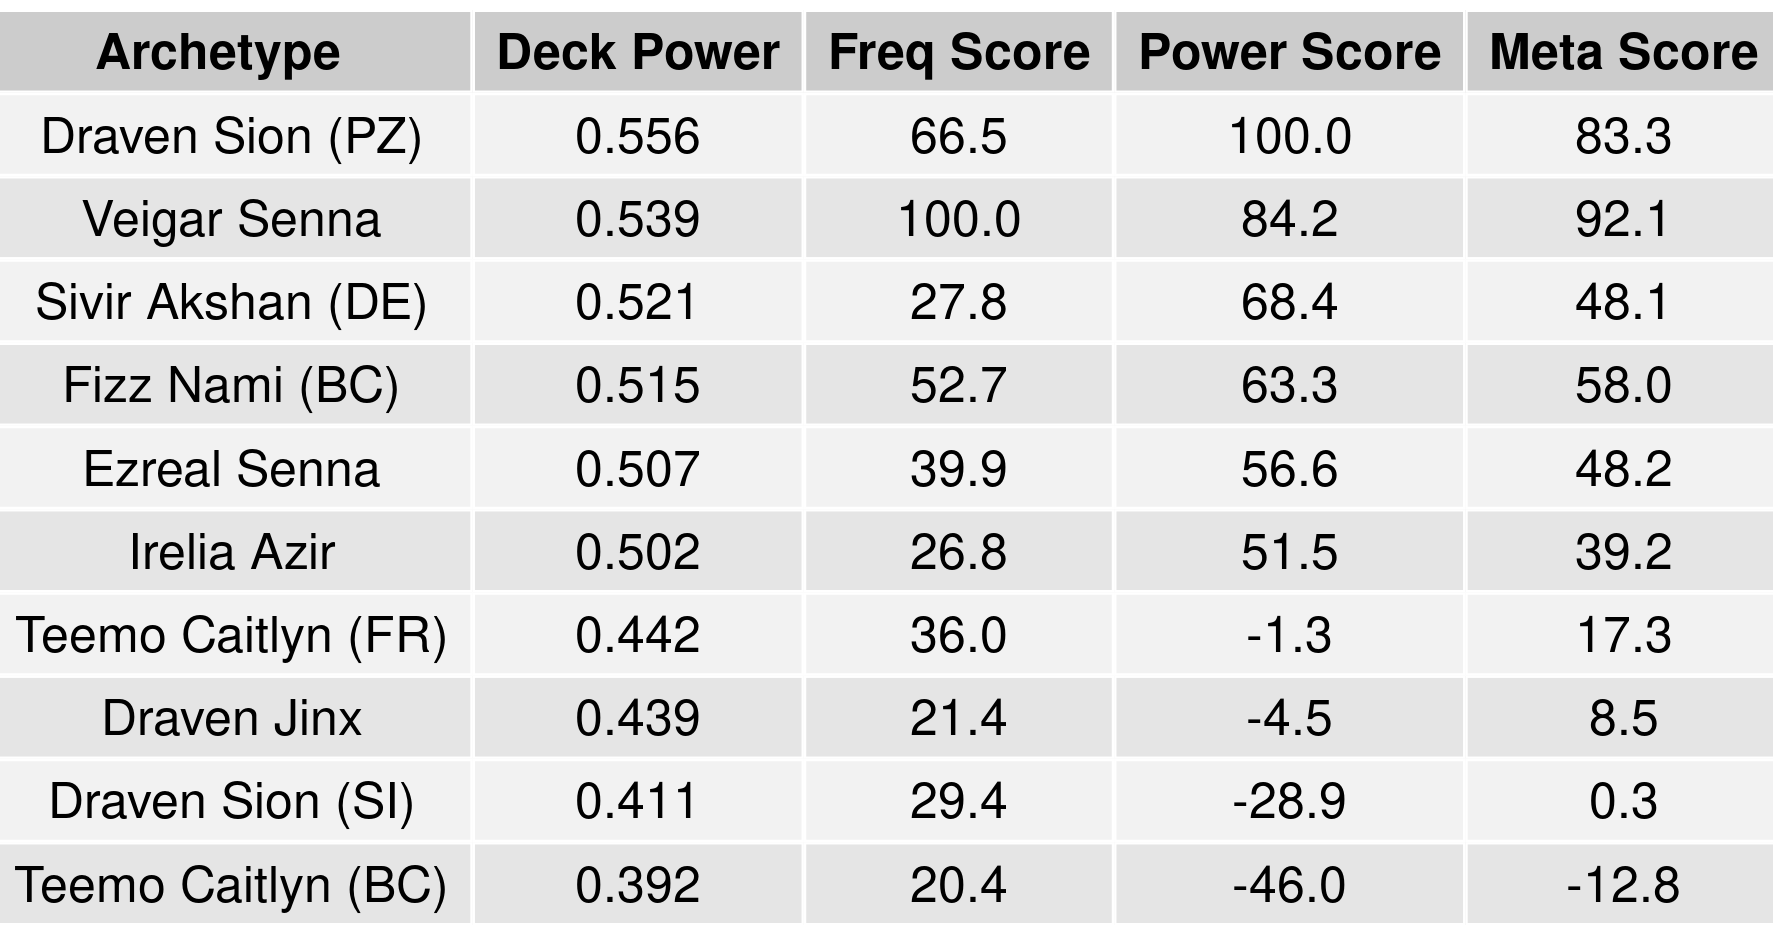 Archetype Deck Power Freq Score Power Score Meta Score
Draven Sion (PZ) 0.556 66.5 100.0 83.3
Veigar Senna 0.539 100.0 84.2 92.1
Sivir Akshan (DE) 0.521 27.8 68.4 48.1
Fizz Nami (BC) 0.515 52.7 63.3 58.0
Ezreal Senna 0.507 39.9 56.6 48.2
Irelia Azir 0.502 26.8 51.5 39.2
Teemo Caitlyn (FR) 0.442 36.0 -1.3 17.3
Draven Jinx 0.439 21.4 -4.5 8.5
Draven Sion (SI) 0.411 29.4 -28.9 0.3
Teemo Caitlyn (BC) 0.392 20.4 -46.0 -12.8